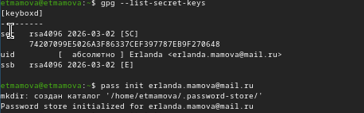 etmamova@etmamova:~$ gpg --list-secret-keys
[keyboxd]
---------
sec   rsa4096 2026-03-02 [SC]
      74207099E5026A3F86337CEF397787EB9F270648
uid         [  абсолютно ] Erlanda <erlanda.mamova@mail.ru>
ssb   rsa4096 2026-03-02 [E]

etmamova@etmamova:~$ pass init erlanda.mamova@mail.ru
mkdir: создан каталог '/home/etmamova/.password-store/'
Password store initialized for erlanda.mamova@mail.ru